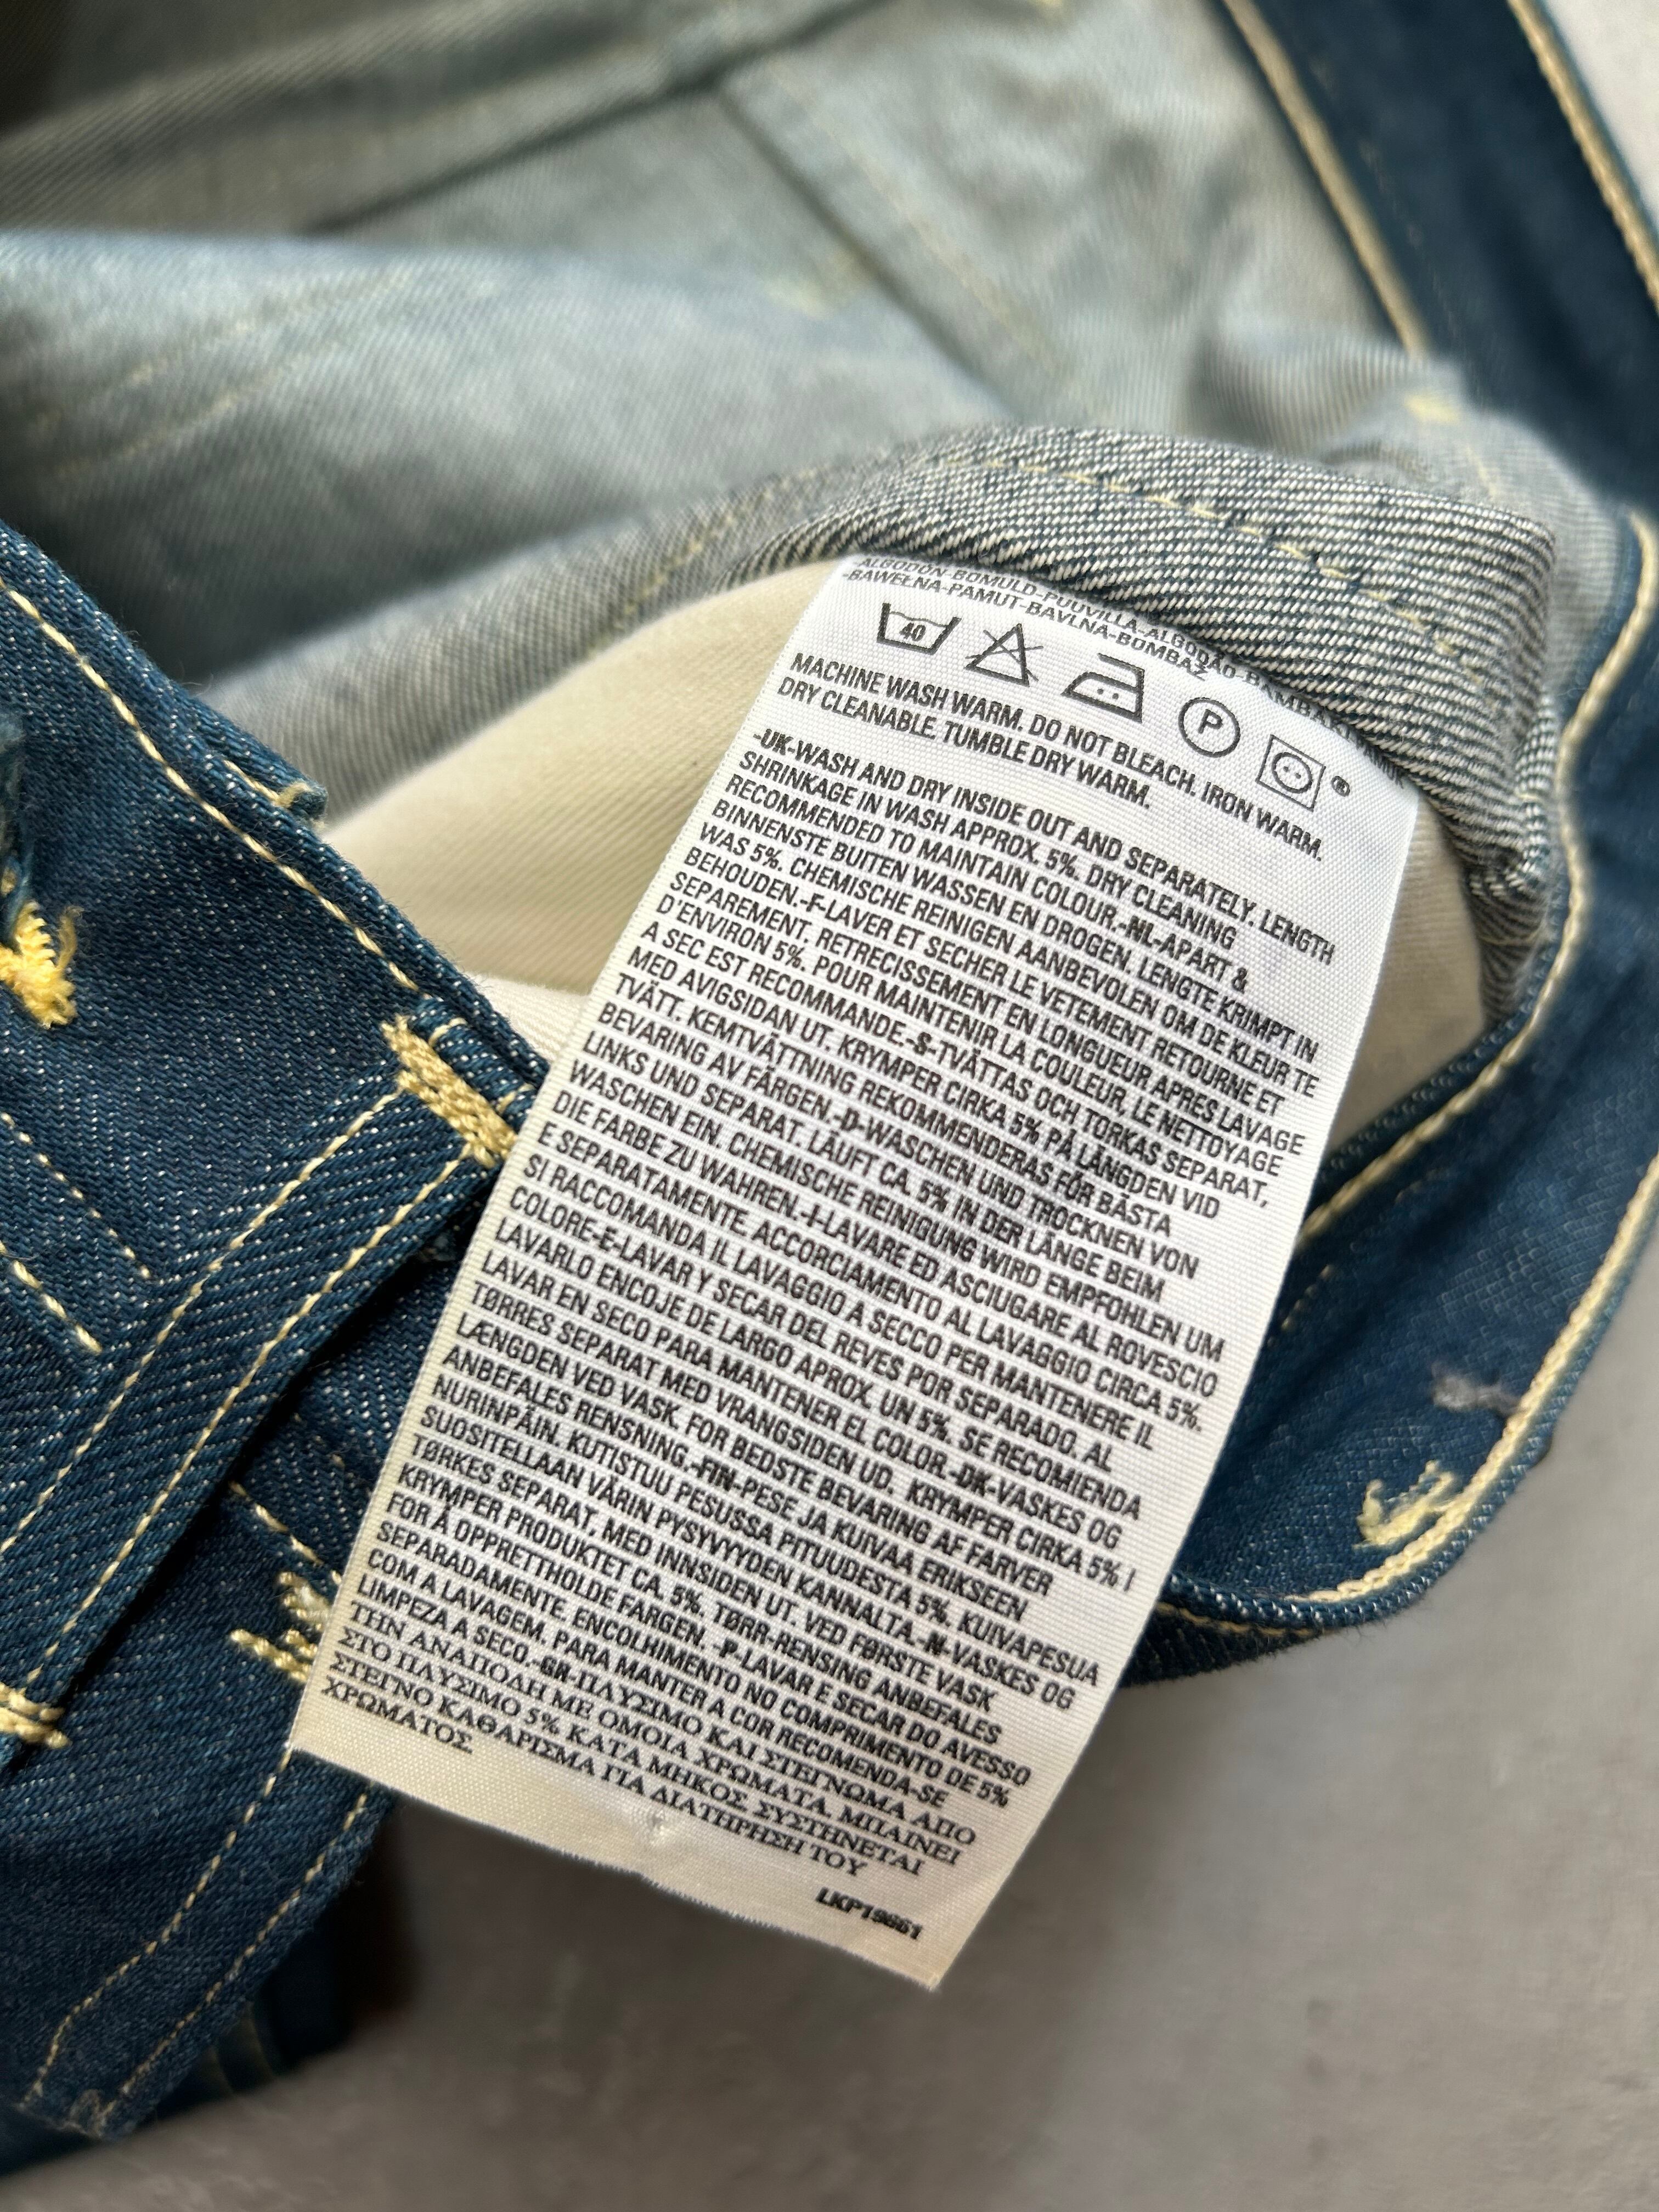 -ALGODÓN-BOMULD-PUUVILLA-ALGODÃO-ΒΑΜΒΑΚΙ
-BAWEŁNA-PAMUT-BAVLNA-BOMBAŽ
40
P
®
MACHINE WASH WARM. DO NOT BLEACH. IRON WARM.
DRY CLEANABLE. TUMBLE DRY WARM.
-UK-WASH AND DRY INSIDE OUT AND SEPARATELY. LENGTH
SHRINKAGE IN WASH APPROX. 5%. DRY CLEANING
RECOMMENDED TO MAINTAIN COLOUR.-NL-APART &
BINNENSTE BUITEN WASSEN EN DROGEN. LENGTE KRIMPT IN
WAS 5%. CHEMISCHE REINIGEN AANBEVOLEN OM DE KLEUR TE
BEHOUDEN.-F-LAVER ET SECHER LE VETEMENT RETOURNE ET
SEPAREMENT. RETRECISSEMENT EN LONGUEUR APRES LAVAGE
D'ENVIRON 5%. POUR MAINTENIR LA COULEUR, LE NETTOYAGE
A SEC EST RECOMMANDE.-S-TVÄTTAS OCH TORKAS SEPARAT,
MED AVIGSIDAN UT. KRYMPER CIRKA 5% PÅ LÄNGDEN VID
TVÄTT. KEMTVÄTTNING REKOMMENDERAS FÖR BÄSTA
BEVARING AV FÄRGEN.-D-WASCHEN UND TROCKNEN VON
LINKS UND SEPARAT. LÄUFT CA. 5% IN DER LÄNGE BEIM
WASCHEN EIN. CHEMISCHE REINIGUNG WIRD EMPFOHLEN UM
DIE FARBE ZU WAHREN.-I-LAVARE ED ASCIUGARE AL ROVESCIO
E SEPARATAMENTE. ACCORCIAMENTO AL LAVAGGIO CIRCA 5%.
SI RACCOMANDA IL LAVAGGIO A SECCO PER MANTENERE IL
COLORE-E-LAVAR Y SECAR DEL REVES POR SEPARADO. AL
LAVARLO ENCOJE DE LARGO APROX. UN 5%. SE RECOMIENDA
LAVAR EN SECO PARA MANTENER EL COLOR.-DK-VASKES OG
TØRRES SEPARAT MED VRANGSIDEN UD. KRYMPER CIRKA 5% I
LÆNGDEN VED VASK. FOR BEDSTE BEVARING AF FARVER
ANBEFALES RENSNING.-FIN-PESE JA KUIVAA ERIKSEEN
NURINPÄIN. KUTISTUU PESUSSA PITUUDESTA 5%. KUIVAPESUA
SUOSITELLAAN VÄRIN PYSYVYYDEN KANNALTA.-N-VASKES OG
TØRKES SEPARAT, MED INNSIDEN UT. VED FØRSTE VASK
KRYMPER PRODUKTET CA. 5%. TØRR-RENSING ANBEFALES
FOR Å OPPRETTHOLDE FARGEN. -P-LAVAR E SECAR DO AVESSO
SEPARADAMENTE. ENCOLHIMENTO NO COMPRIMENTO DE 5%
COM A LAVAGEM. PARA MANTER A COR RECOMENDA-SE
LIMPEZA A SECO.-GR-ΠΛΥΣΙΜΟ ΚΑΙ ΣΤΕΓΝΩΜΑ ΑΠΟ
ΤΗΝ ΑΝΑΠΟΔΗ ΜΕ ΟΜΟΙΑ ΧΡΩΜΑΤΑ. ΜΠΑΙΝΕΙ
ΣΤΟ ΠΛΥΣΙΜΟ 5% ΚΑΤΑ ΜΗΚΟΣ. ΣΥΣΤΗΝΕΤΑΙ
ΣΤΕΓΝΟ ΚΑΘΑΡΙΣΜΑ ΓΙΑ ΔΙΑΤΗΡΗΣΗ ΤΟΥ
ΧΡΩΜΑΤΟΣ
LKP19661